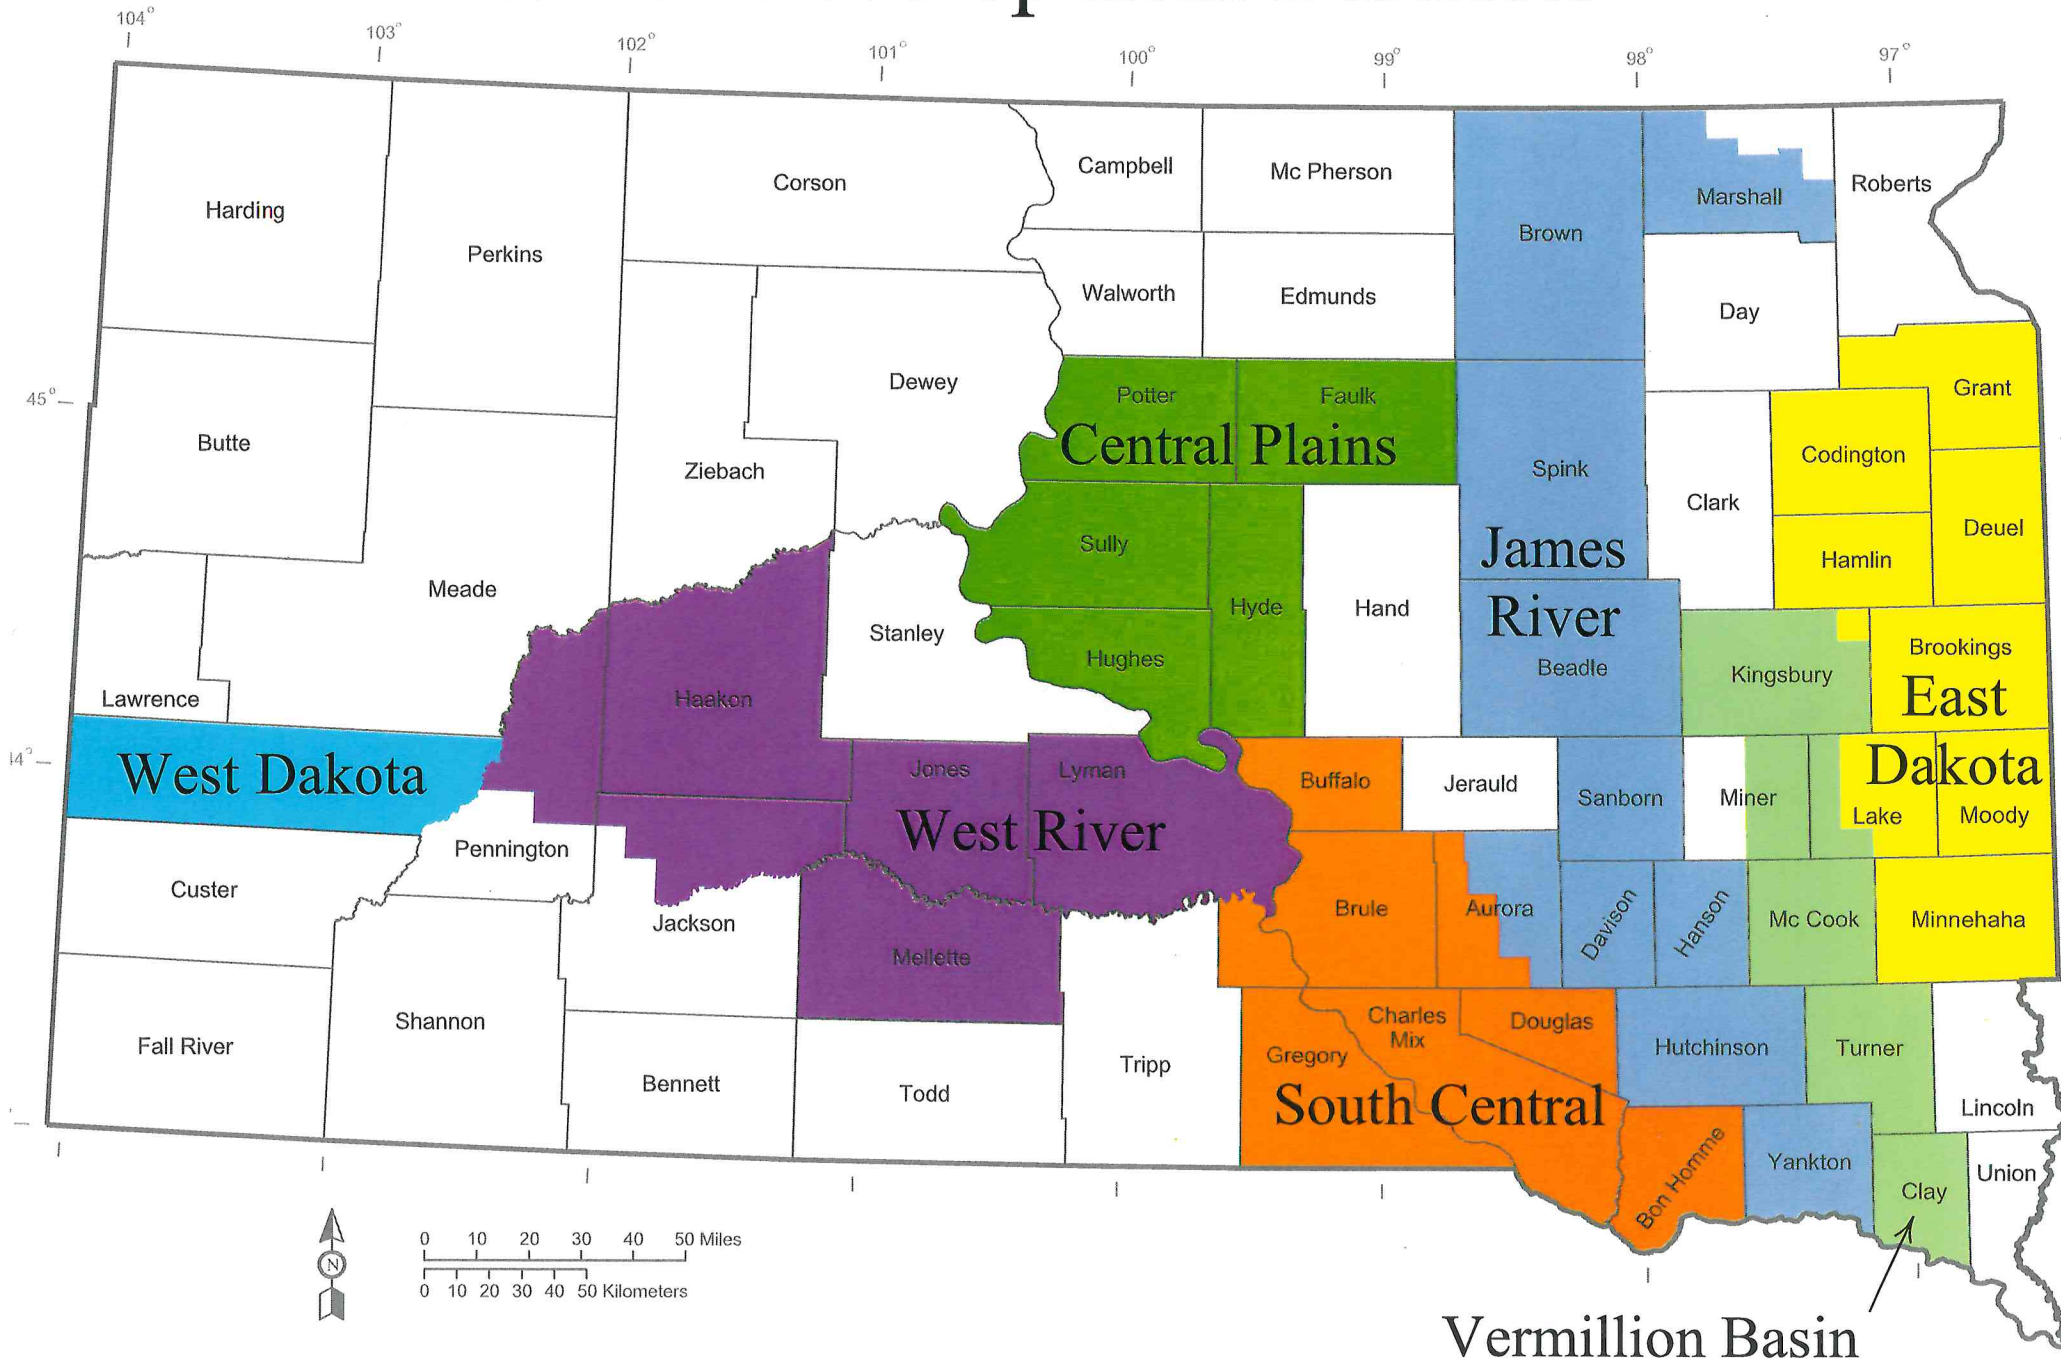 104°
103°
102°
101°
100°
99°
98°
97°
Harding
Perkins
Corson
Campbell
Mc Pherson
Brown
Marshall
Roberts
Walworth
Edmunds
Day
Butte
Dewey
Ziebach
Potter
Faulk
Central Plains
Spink
Grant
Codington
Clark
Deuel
Hamlin
45°
Meade
Sully
Hyde
Hand
James
River
Beadle
Stanley
Hughes
Kingsbury
Brookings
East
Dakota
Lawrence
Haakon
West Dakota
Jones
Lyman
West River
Buffalo
Jerauld
Sanborn
Miner
Lake
Moody
Pennington
Custer
Jackson
Mellette
Brule
Aurora
Davison
Hanson
Mc Cook
Minnehaha
Fall River
Shannon
Bennett
Todd
Tripp
Gregory
Charles
Mix
Douglas
South Central
Hutchinson
Turner
Lincoln
Bon Homme
Yankton
Clay
Union
N
0 10 20 30 40 50 Miles
0 10 20 30 40 50 Kilometers
Vermillion Basin